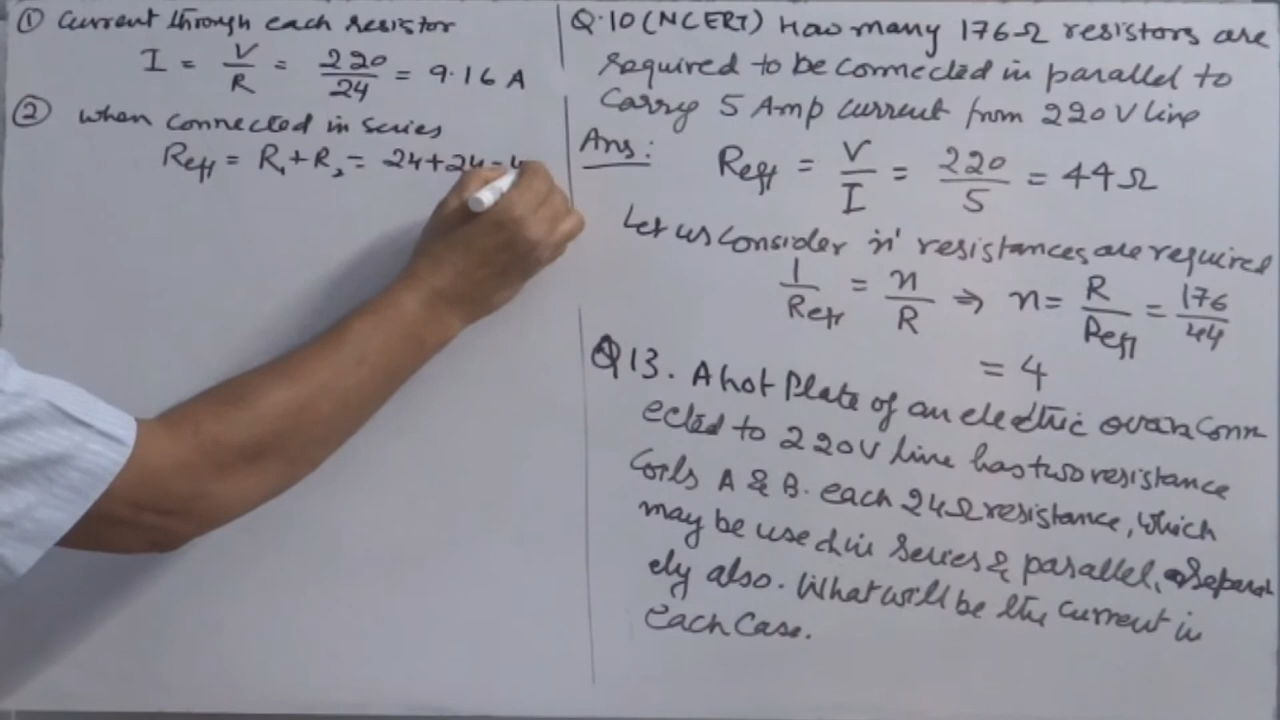 ① Current through each resistor
I = V/R = 220/24 = 9.16 A
② When connected in series
Reff = R₁+R₂ = 24+24=4
Q.10 (NCERT) How many 176Ω resistors are
required to be connected in parallel to
Carry 5 Amp current from 220V line
Ans:
Reff = V/I = 220/5 = 44Ω
Let us consider 'n' resistances are required
1/Reff = n/R ⇒ n = R/Reff = 176/44
= 4
Q13. A hot Plate of an electric oven Conn
ected to 220V line has two resistance
Coils A & B. each 24Ω resistance, which
may be used in series & parallel, Separat
ely also. What will be the current in
each case.